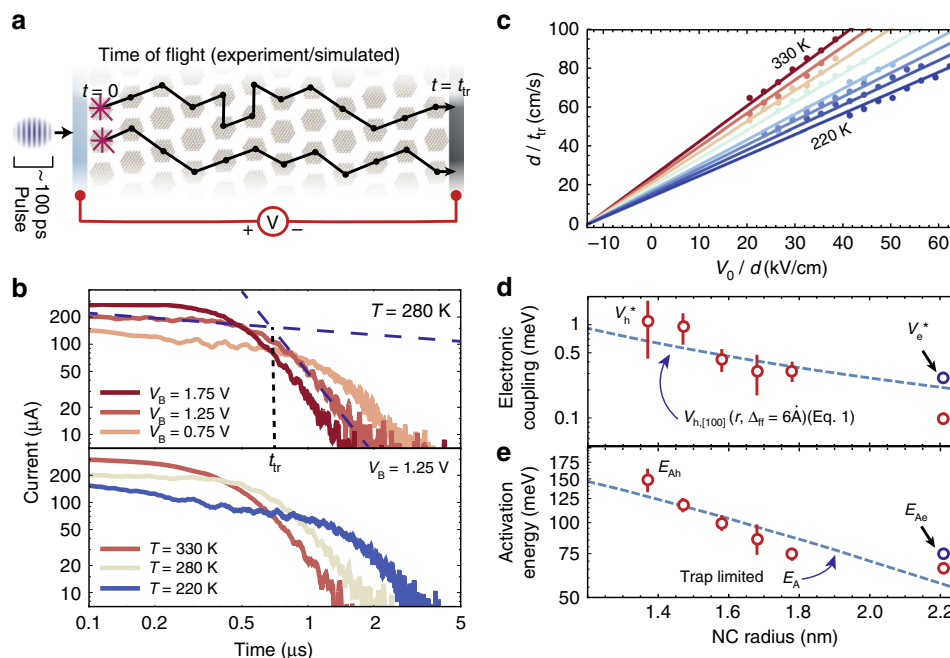 a
Time of flight (experiment/simulated)
t = 0
t = t_tr
~100 ps
Pulse
+ V −
b
T = 280 K
200
100
50
20
10
V_B = 1.75 V
V_B = 1.25 V
V_B = 0.75 V
t_tr
V_B = 1.25 V
Current (μA)
200
100
50
20
10
T = 330 K
T = 280 K
T = 220 K
0.1 0.2 0.5 1 2 5
Time (μs)
c
d / t_tr (cm/s)
100
80
60
40
20
0
330 K
220 K
−10 0 10 20 30 40 50 60
V_0 / d (kV/cm)
d
Electronic
coupling (meV)
1
0.5
0.1
V_h*
V_e*
V_h,[100] (r, Δ_ff = 6Å)(Eq. 1)
e
Activation
energy (meV)
175
150
125
100
75
50
E_Ah
E_Ae
Trap limited
E_A
1.4 1.6 1.8 2.0 2.2
NC radius (nm)